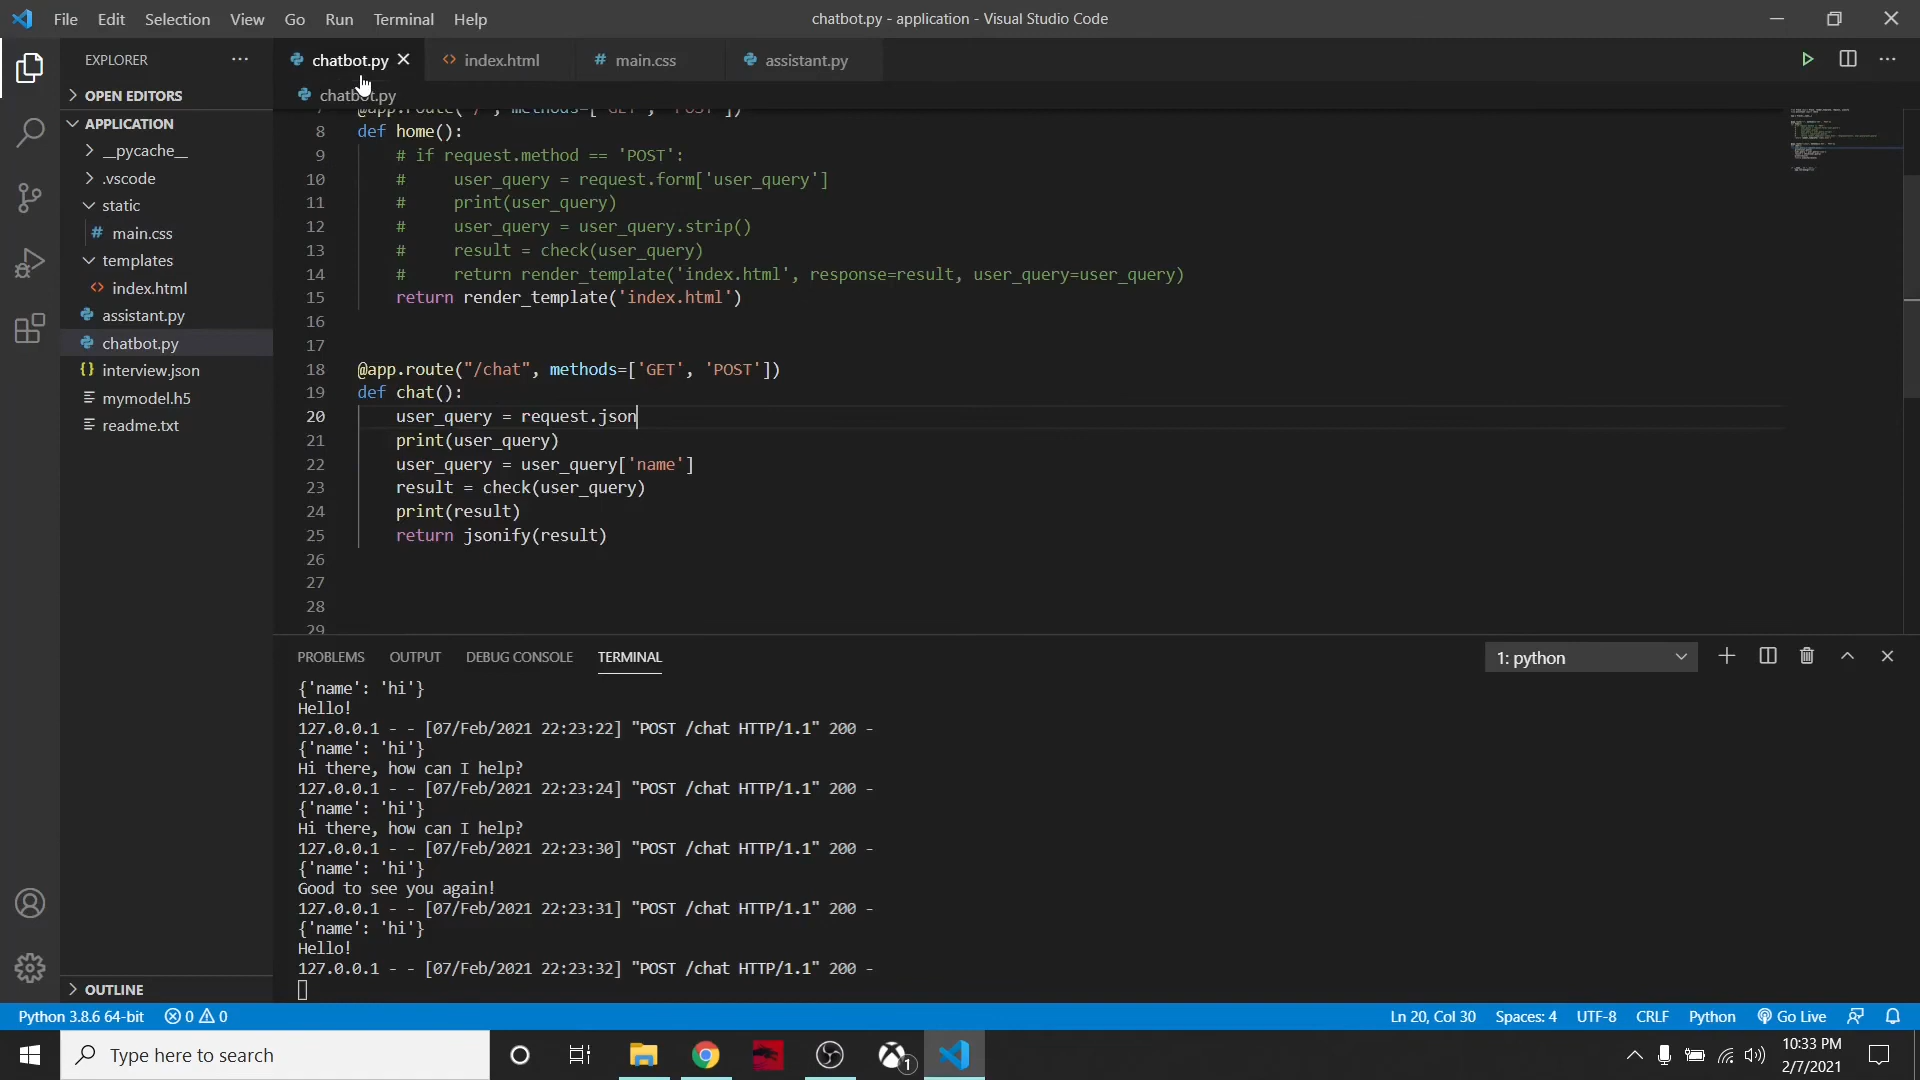 File Edit Selection View Go Run Terminal Help
chatbot.py - application - Visual Studio Code
EXPLORER
OPEN EDITORS
APPLICATION
__pycache__
.vscode
static
# main.css
templates
<> index.html
assistant.py
chatbot.py
{} interview.json
mymodel.h5
readme.txt
OUTLINE
chatbot.py
<> index.html
# main.css
assistant.py
chatbot.py
@app.route("/", methods=['GET', 'POST'])
8 def home():
9 # if request.method == 'POST':
10 #     user_query = request.form['user_query']
11 #     print(user_query)
12 #     user_query = user_query.strip()
13 #     result = check(user_query)
14 #     return render_template('index.html', response=result, user_query=user_query)
15 return render_template('index.html')
16
17
18 @app.route("/chat", methods=['GET', 'POST'])
19 def chat():
20 user_query = request.json
21 print(user_query)
22 user_query = user_query['name']
23 result = check(user_query)
24 print(result)
25 return jsonify(result)
26
27
28
29
PROBLEMS OUTPUT DEBUG CONSOLE TERMINAL
1: python
{'name': 'hi'}
Hello!
127.0.0.1 - - [07/Feb/2021 22:23:22] "POST /chat HTTP/1.1" 200 -
{'name': 'hi'}
Hi there, how can I help?
127.0.0.1 - - [07/Feb/2021 22:23:24] "POST /chat HTTP/1.1" 200 -
{'name': 'hi'}
Hi there, how can I help?
127.0.0.1 - - [07/Feb/2021 22:23:30] "POST /chat HTTP/1.1" 200 -
{'name': 'hi'}
Good to see you again!
127.0.0.1 - - [07/Feb/2021 22:23:31] "POST /chat HTTP/1.1" 200 -
{'name': 'hi'}
Hello!
127.0.0.1 - - [07/Feb/2021 22:23:32] "POST /chat HTTP/1.1" 200 -
Python 3.8.6 64-bit 0 0
Ln 20, Col 30 Spaces: 4 UTF-8 CRLF Python Go Live
Type here to search
1
10:33 PM
2/7/2021